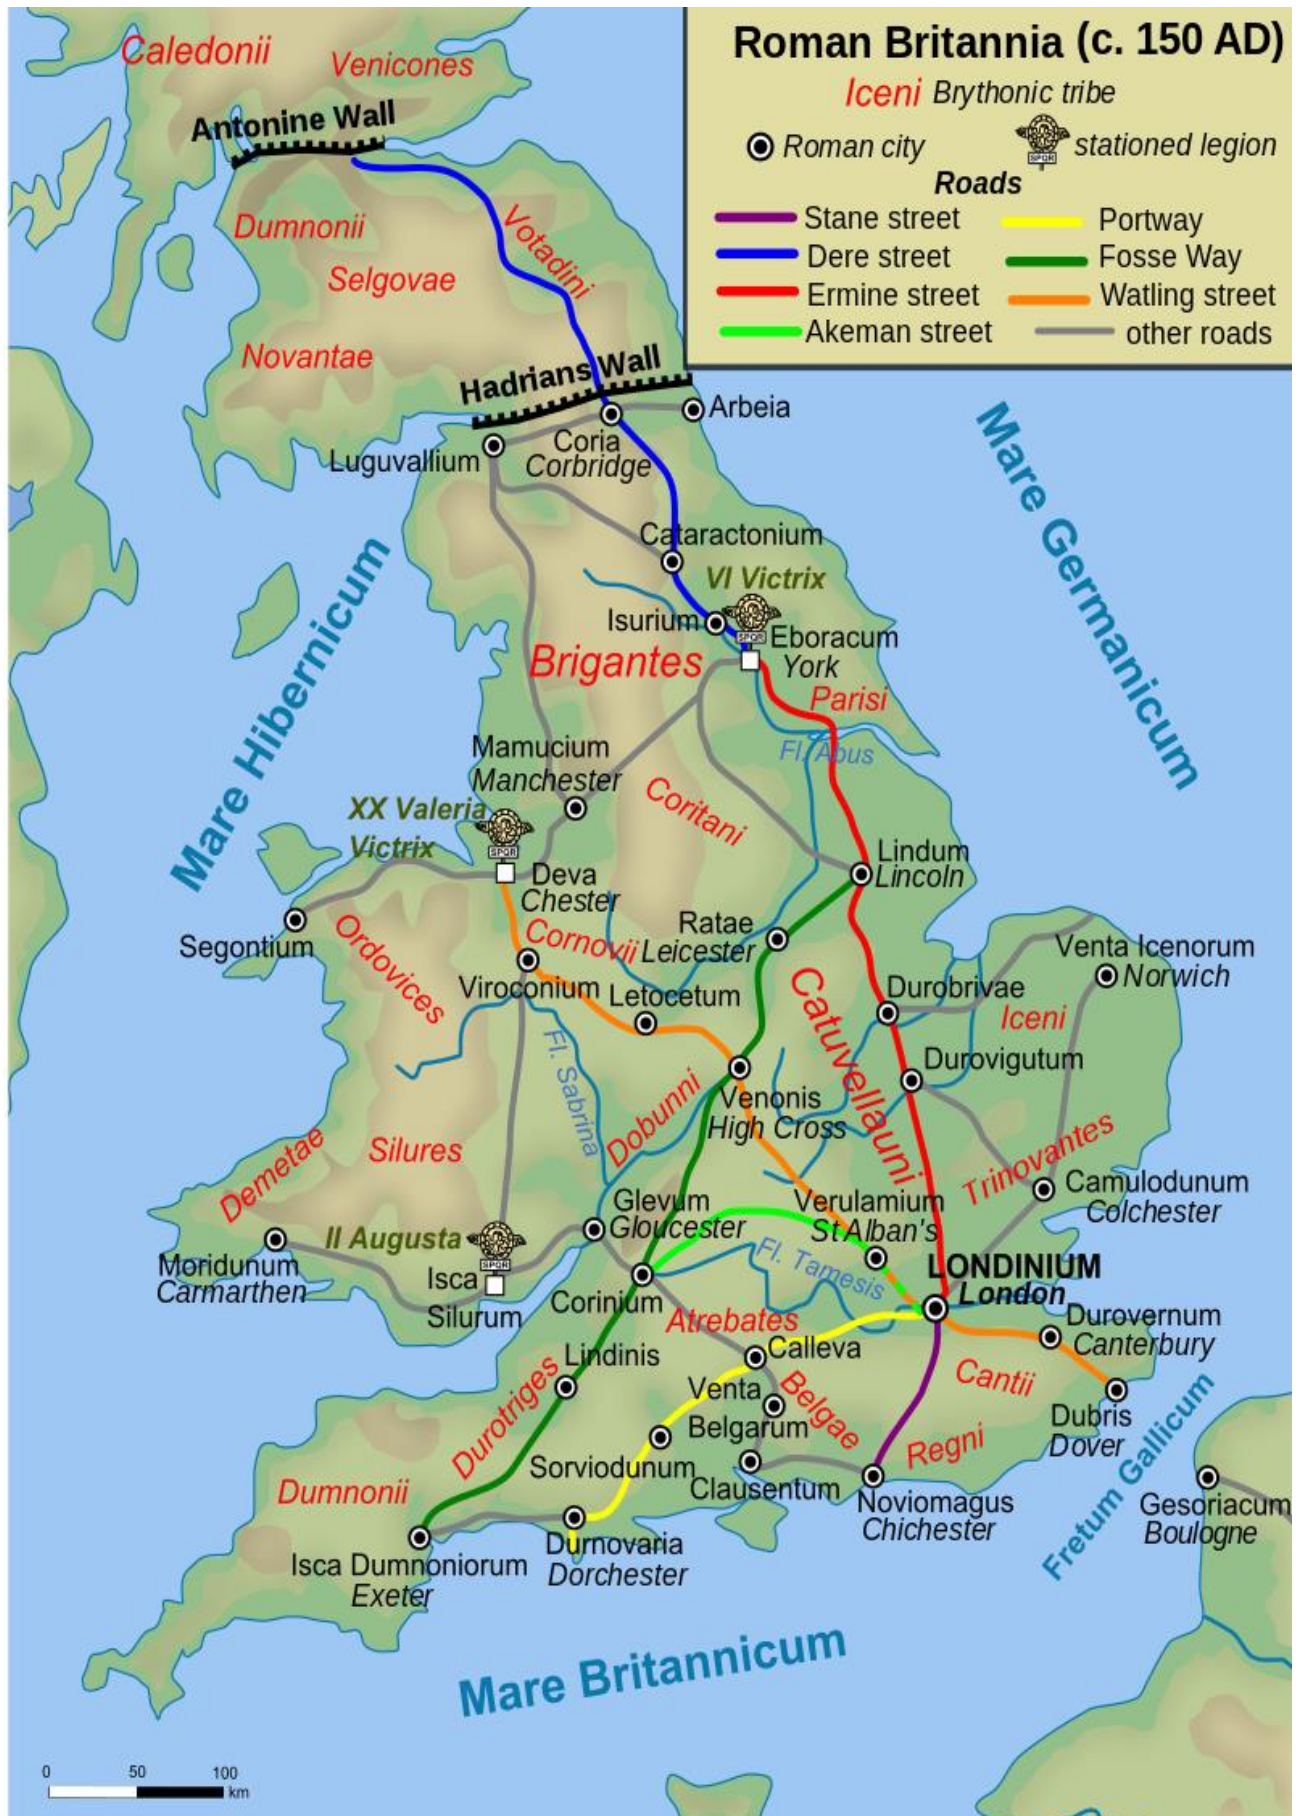 Roman Britannia (c. 150 AD)
Iceni Brythonic tribe
Roman city
SPQR
stationed legion
Roads
Stane street
Portway
Dere street
Fosse Way
Ermine street
Watling street
Akeman street
other roads
Caledonii
Venicones
Antonine Wall
Dumnonii
Votadini
Selgovae
Novantae
Hadrians Wall
Arbeia
Coria
Corbridge
Luguvallium
Mare Germanicum
Cataractonium
VI Victrix
SPQR
Isurium
Eboracum
York
Mare Hibernicum
Brigantes
Parisi
Fl. Abus
Mamucium
Manchester
Coritani
XX Valeria
Victrix
SPQR
Deva
Chester
Lindum
Lincoln
Segontium
Ordovices
Cornovii
Ratae
Leicester
Venta Icenorum
Norwich
Viroconium
Letocetum
Catuvellauni
Durobrivae
Iceni
Fl. Sabrina
Durovigutum
Venonis
High Cross
Dobunni
Silures
Demetae
Trinovantes
Camulodunum
Colchester
Glevum
Gloucester
Verulamium
St Alban's
II Augusta
SPQR
Moridunum
Carmarthen
Isca
Silurum
Corinium
Fl. Tamesis
LONDINIUM
London
Atrebates
Durovernum
Canterbury
Lindinis
Calleva
Cantii
Venta
Belgarum
Belgae
Dubris
Dover
Durotriges
Regni
Sorviodunum
Clausentum
Fretum Gallicum
Dumnonii
Noviomagus
Chichester
Gesoriacum
Boulogne
Isca Dumnoniorum
Exeter
Durnovaria
Dorchester
Mare Britannicum
0 50 100
km